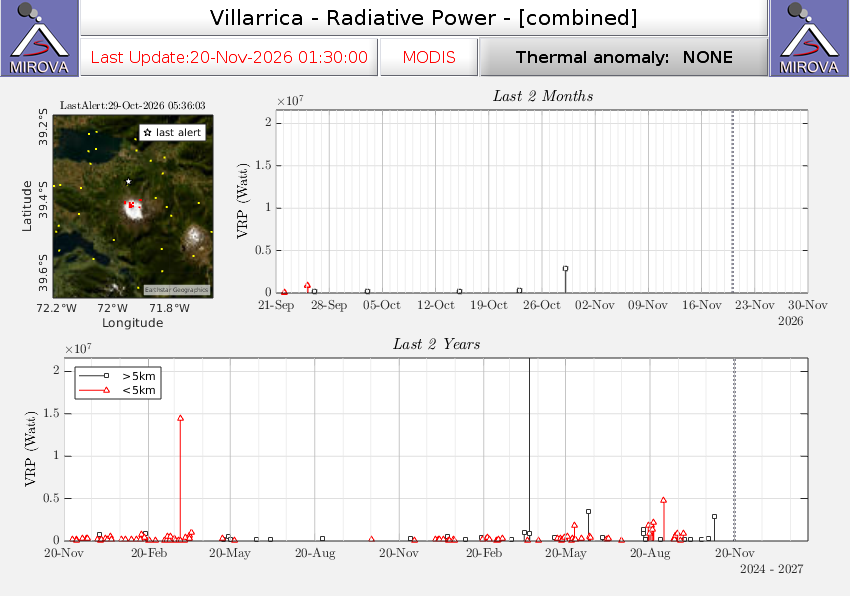 Villarrica - Radiative Power - [combined]
MIROVA
Last Update:20-Nov-2026 01:30:00
MODIS
Thermal anomaly: NONE
MIROVA
LastAlert:29-Oct-2026 05:36:03
last alert
39.2°S
39.4°S
39.6°S
Latitude
Earthstar Geographics
72.2°W 72°W 71.8°W
Longitude
Last 2 Months
×10⁷
VRP (Watt)
2
1.5
1
0.5
0
21-Sep 28-Sep 05-Oct 12-Oct 19-Oct 26-Oct 02-Nov 09-Nov 16-Nov 23-Nov 30-Nov
2026
Last 2 Years
×10⁷
VRP (Watt)
>5km
<5km
2
1.5
1
0.5
0
20-Nov 20-Feb 20-May 20-Aug 20-Nov 20-Feb 20-May 20-Aug 20-Nov
2024 - 2027